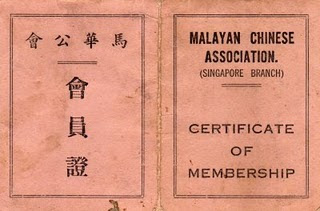 馬華公會
會員證
MALAYAN CHINESE
ASSOCIATION.
(SINGAPORE BRANCH)
CERTIFICATE
OF
MEMBERSHIP